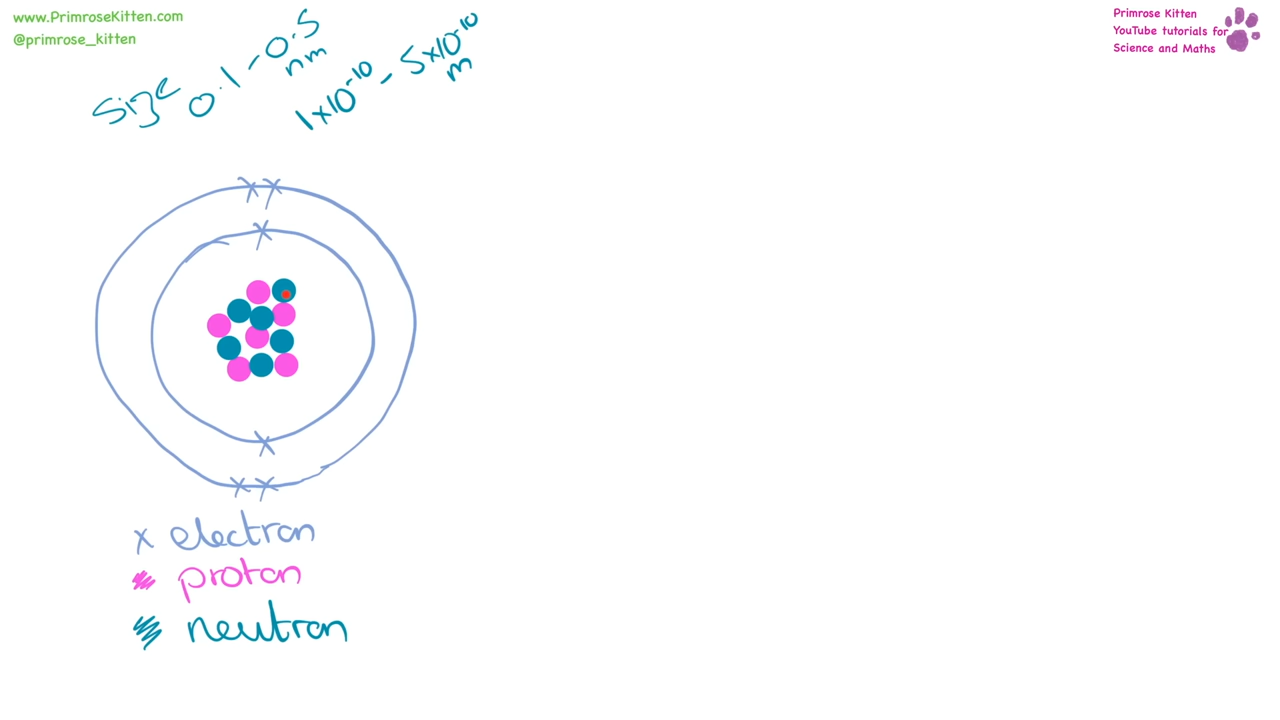 www.PrimroseKitten.com
@primrose_kitten
Primrose Kitten
YouTube tutorials for
Science and Maths
Size 0.1 - 0.5
nm
1x10⁻¹⁰ - 5x10⁻¹⁰
m
x electron
proton
neutron